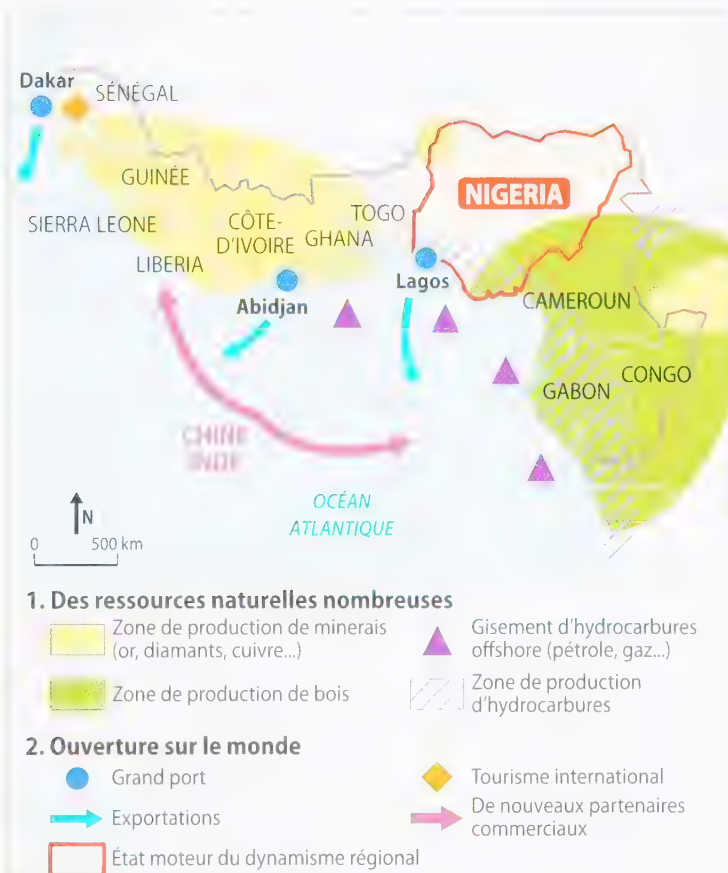 Dakar
SÉNÉGAL
GUINÉE
NIGERIA
SIERRA LEONE
CÔTE-
D'IVOIRE
GHANA
TOGO
LIBERIA
Lagos
Abidjan
CAMEROUN
GABON
CONGO
CHINE
INDE
OCÉAN
ATLANTIQUE
N
0 500 km
1. Des ressources naturelles nombreuses
Zone de production de minerais
(or, diamants, cuivre...)
Gisement d'hydrocarbures
offshore (pétrole, gaz...)
Zone de production de bois
Zone de production
d'hydrocarbures
2. Ouverture sur le monde
Grand port
Tourisme international
Exportations
De nouveaux partenaires
commerciaux
État moteur du dynamisme régional